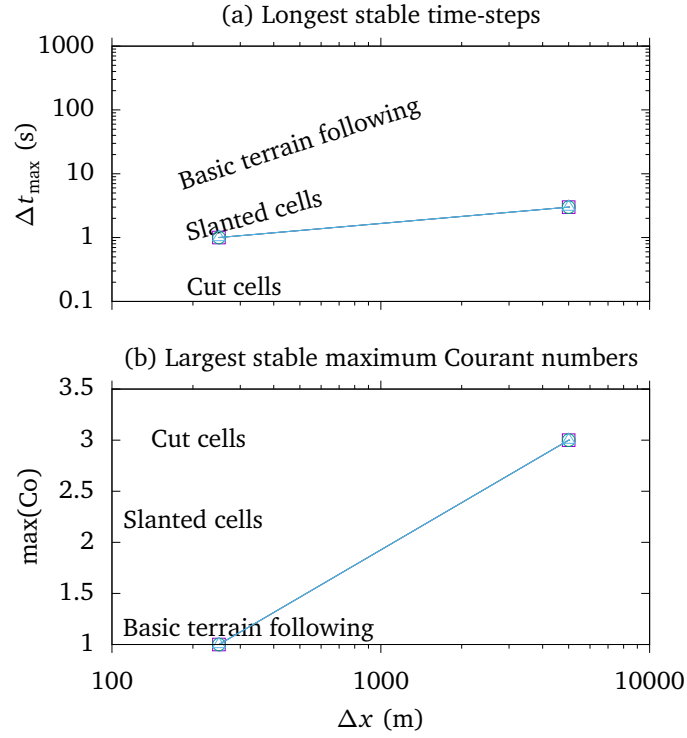 (a) Longest stable time-steps
1000
100
10
1
0.1
Δt_max (s)
Basic terrain following
Slanted cells
Cut cells
(b) Largest stable maximum Courant numbers
3.5
3
2.5
2
1.5
1
max(Co)
Cut cells
Slanted cells
Basic terrain following
100 1000 10000
Δx (m)